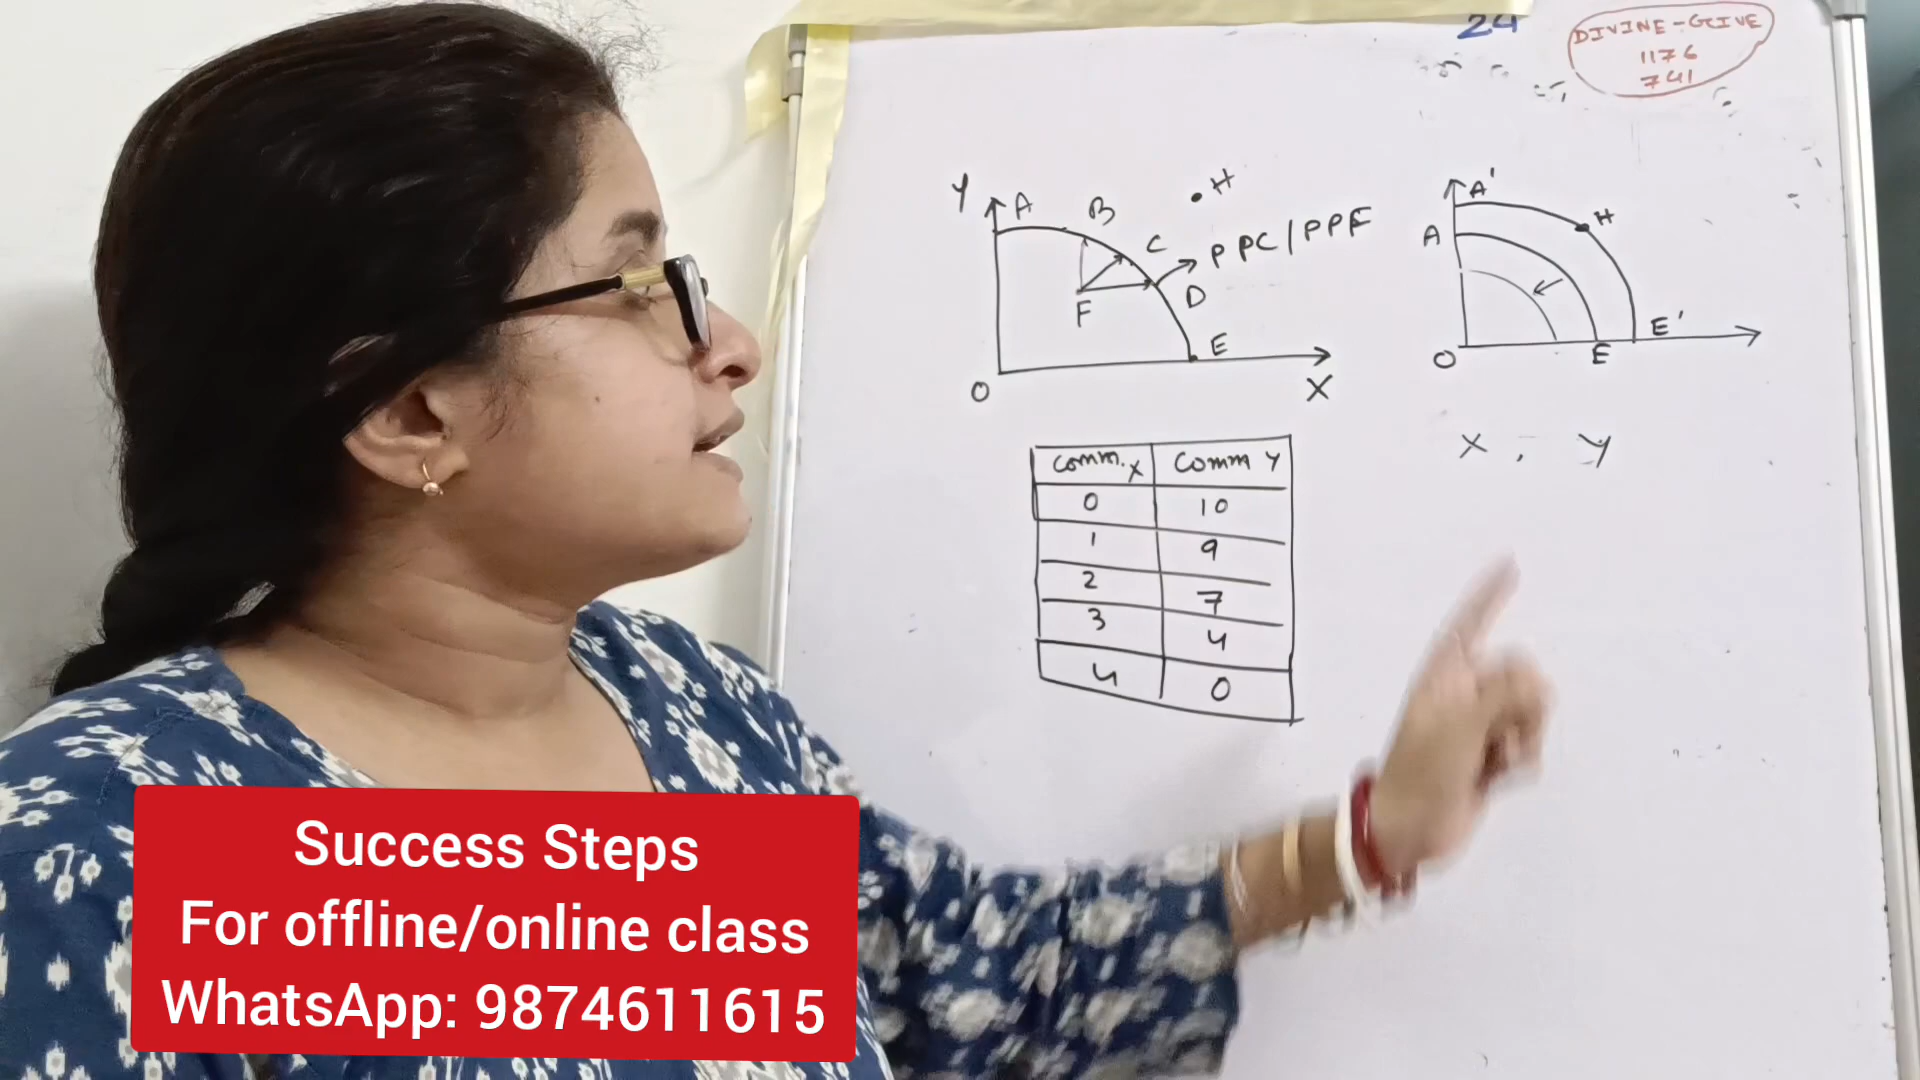 24
DIVINE-GIVE
1176
741
Y
A
B
C
H
PPC/PPF
D
F
E
O
X
A'
H
A
E'
O
E
Comm. X Comm Y
0 10
1 9
2 7
3 4
4 0
X, Y
Success Steps
For offline/online class
WhatsApp: 9874611615